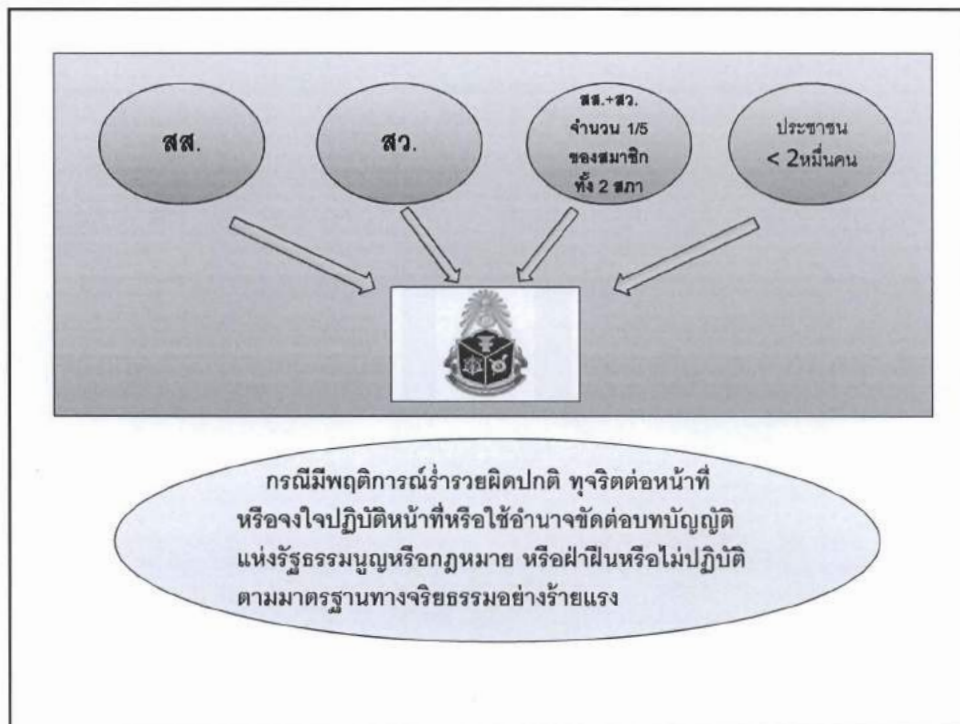 สส.
สว.
สส.+สว.
จำนวน 1/5
ของสมาชิก
ทั้ง 2 สภา
ประชาชน
< 2หมื่นคน
กรณีมีพฤติการณ์ร่ำรวยผิดปกติ ทุจริตต่อหน้าที่
หรือจงใจปฏิบัติหน้าที่หรือใช้อำนาจขัดต่อบทบัญญัติ
แห่งรัฐธรรมนูญหรือกฎหมาย หรือฝ่าฝืนหรือไม่ปฏิบัติ
ตามมาตรฐานทางจริยธรรมอย่างร้ายแรง